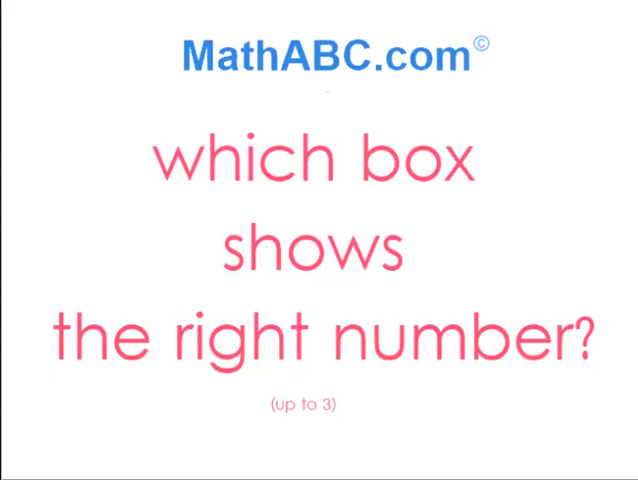 MathABC.com©
which box
shows
the right number?
(up to 3)